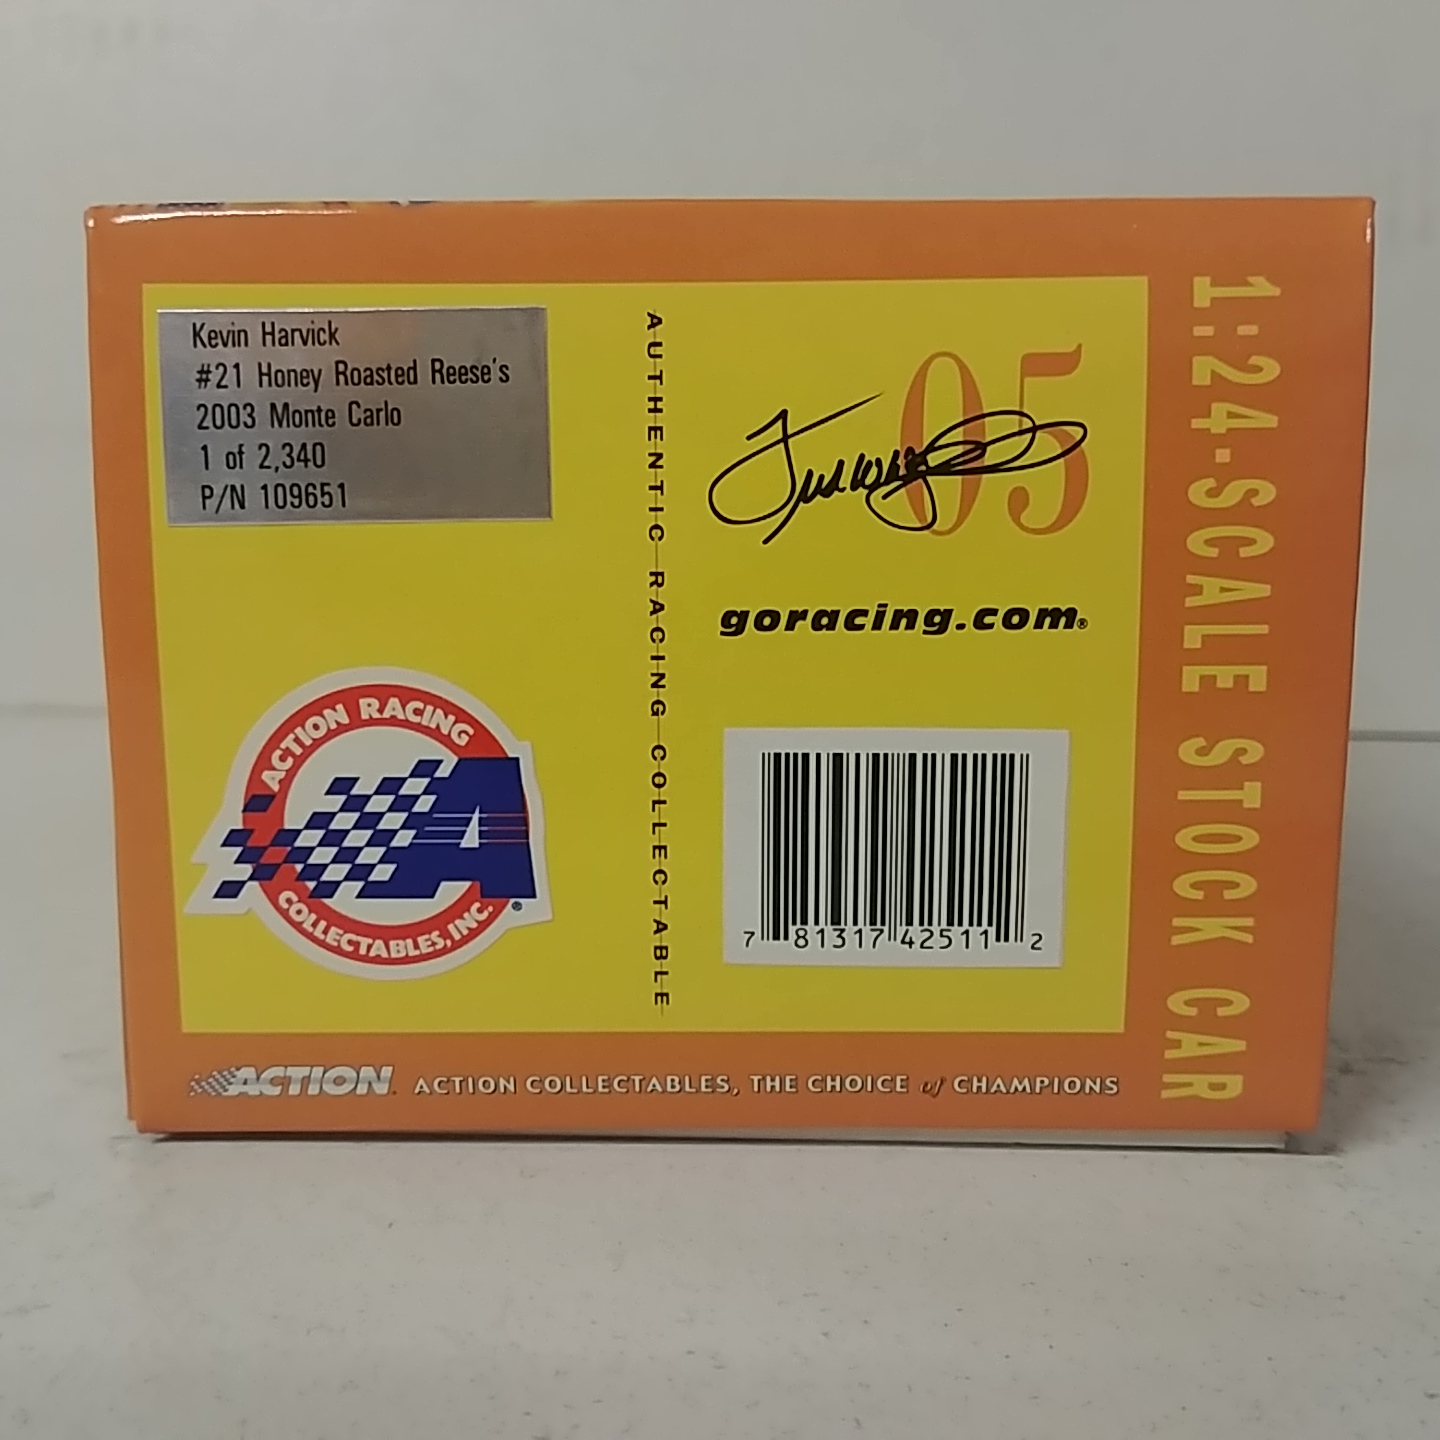 Kevin Harvick
#21 Honey Roasted Reese's
2003 Monte Carlo
1 of 2,340
P/N 109651
AUTHENTIC RACING COLLECTABLE
05
goracing.com®
ACTION RACING
A
COLLECTABLES, INC.®
7 81317 42511 2
1:24-SCALE STOCK CAR
ACTION. ACTION COLLECTABLES, THE CHOICE of CHAMPIONS